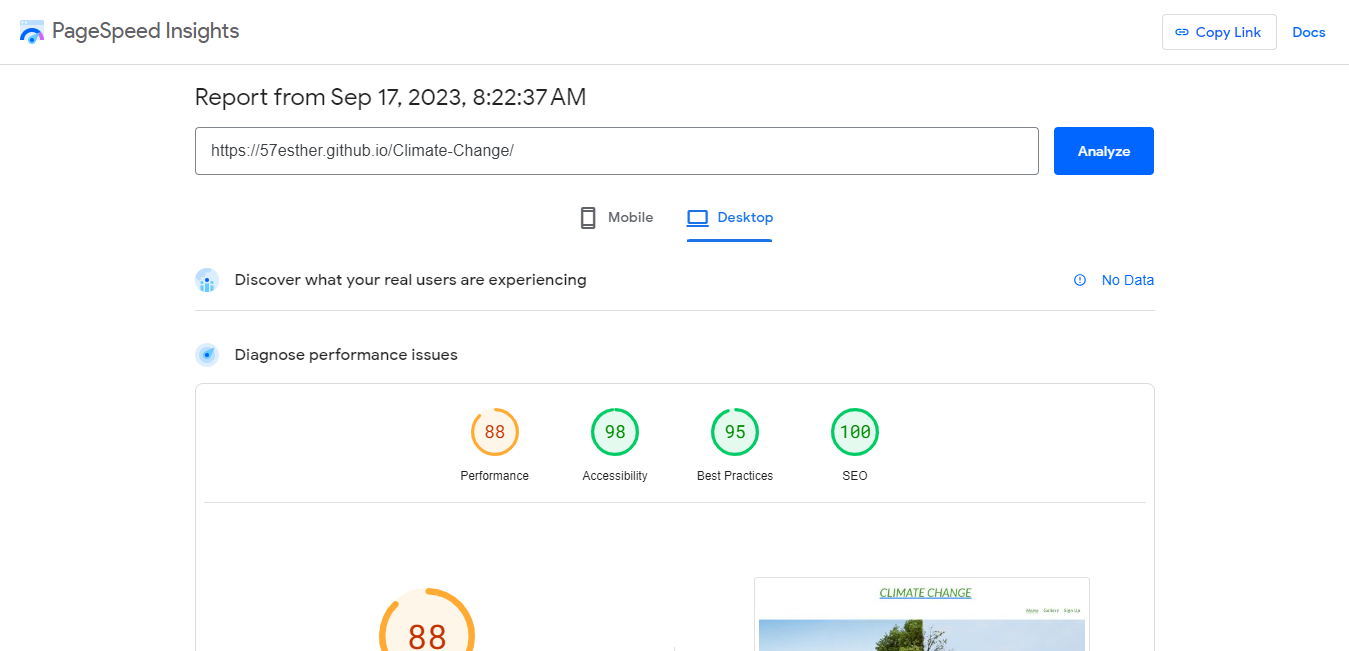 PageSpeed Insights
Copy Link
Docs
Report from Sep 17, 2023, 8:22:37 AM
https://57esther.github.io/Climate-Change/
Analyze
Mobile
Desktop
Discover what your real users are experiencing
No Data
Diagnose performance issues
88
98
95
100
Performance
Accessibility
Best Practices
SEO
CLIMATE CHANGE
Home Gallery Sign Up
88